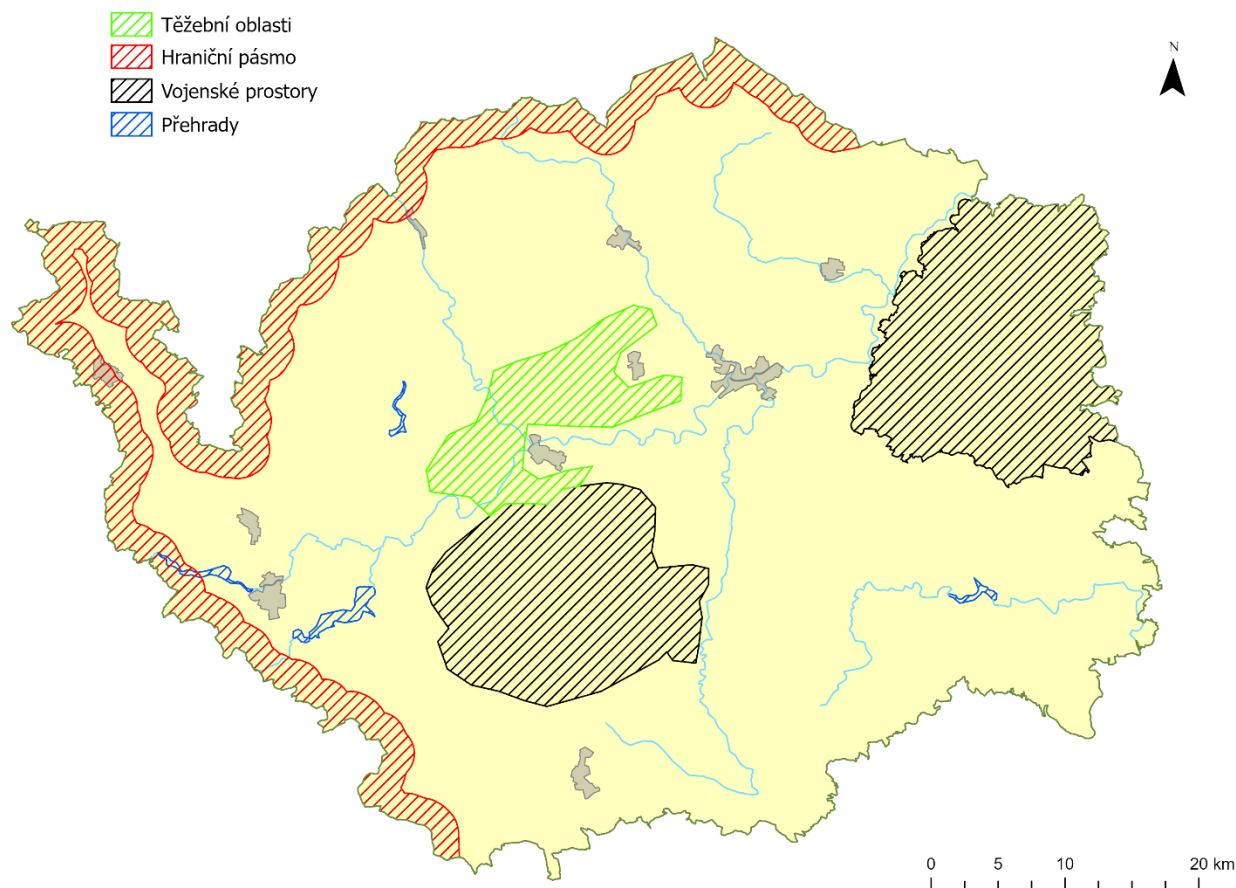 Těžební oblasti
Hraniční pásmo
Vojenské prostory
Přehrady
N
0 5 10 20 km